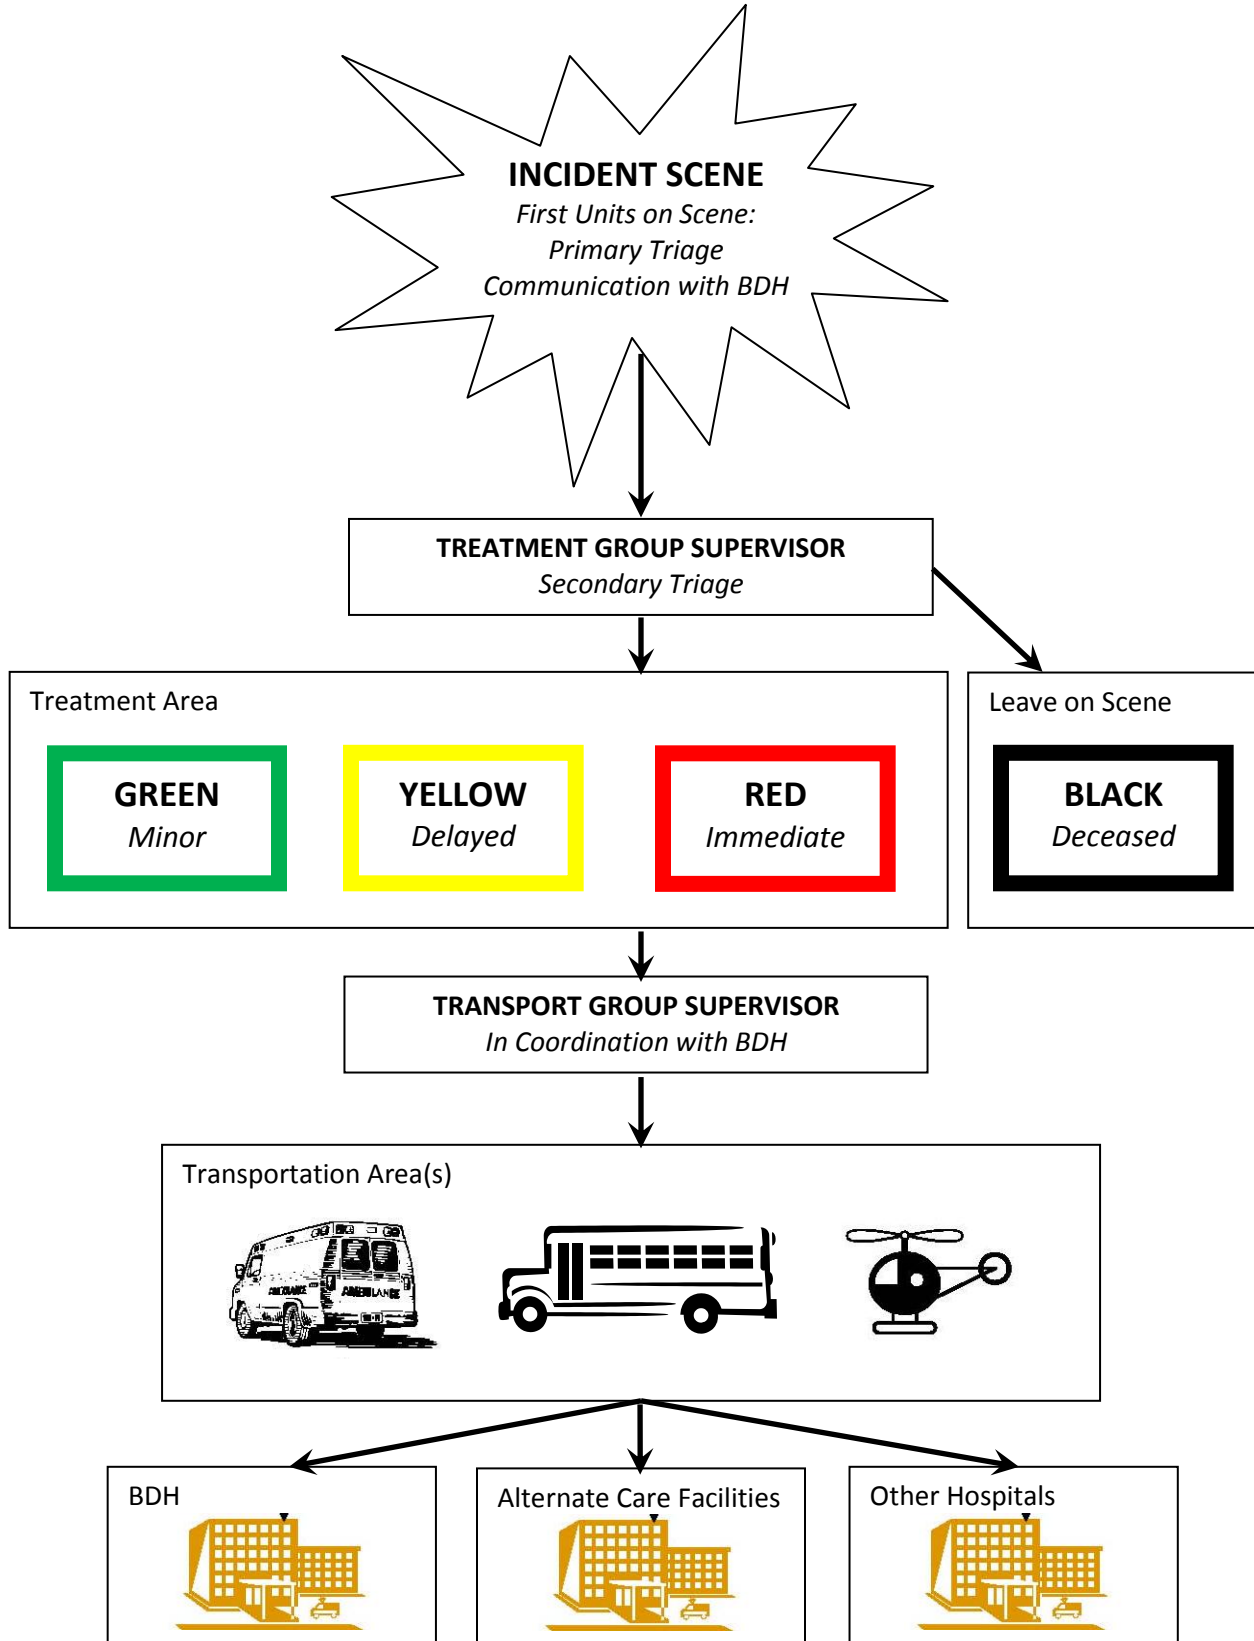 INCIDENT SCENE
First Units on Scene:
Primary Triage
Communication with BDH
TREATMENT GROUP SUPERVISOR
Secondary Triage
Treatment Area
GREEN
Minor
YELLOW
Delayed
RED
Immediate
Leave on Scene
BLACK
Deceased
TRANSPORT GROUP SUPERVISOR
In Coordination with BDH
Transportation Area(s)
AMBULANCE
AMBULANCE
BDH
Alternate Care Facilities
Other Hospitals